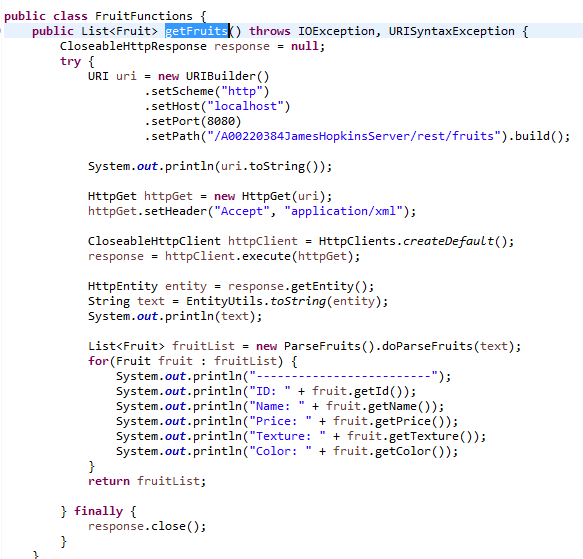 public class FruitFunctions {
public List<Fruit> getFruits() throws IOException, URISyntaxException {
CloseableHttpResponse response = null;
try {
URI uri = new URIBuilder()
.setScheme("http")
.setHost("localhost")
.setPort(8080)
.setPath("/A00220384JamesHopkinsServer/rest/fruits").build();
System.out.println(uri.toString());
HttpGet httpGet = new HttpGet(uri);
httpGet.setHeader("Accept", "application/xml");
CloseableHttpClient httpClient = HttpClients.createDefault();
response = httpClient.execute(httpGet);
HttpEntity entity = response.getEntity();
String text = EntityUtils.toString(entity);
System.out.println(text);
List<Fruit> fruitList = new ParseFruits().doParseFruits(text);
for(Fruit fruit : fruitList) {
System.out.println("-------------------------");
System.out.println("ID: " + fruit.getId());
System.out.println("Name: " + fruit.getName());
System.out.println("Price: " + fruit.getPrice());
System.out.println("Texture: " + fruit.getTexture());
System.out.println("Color: " + fruit.getColor());
}
return fruitList;
} finally {
response.close();
}
}